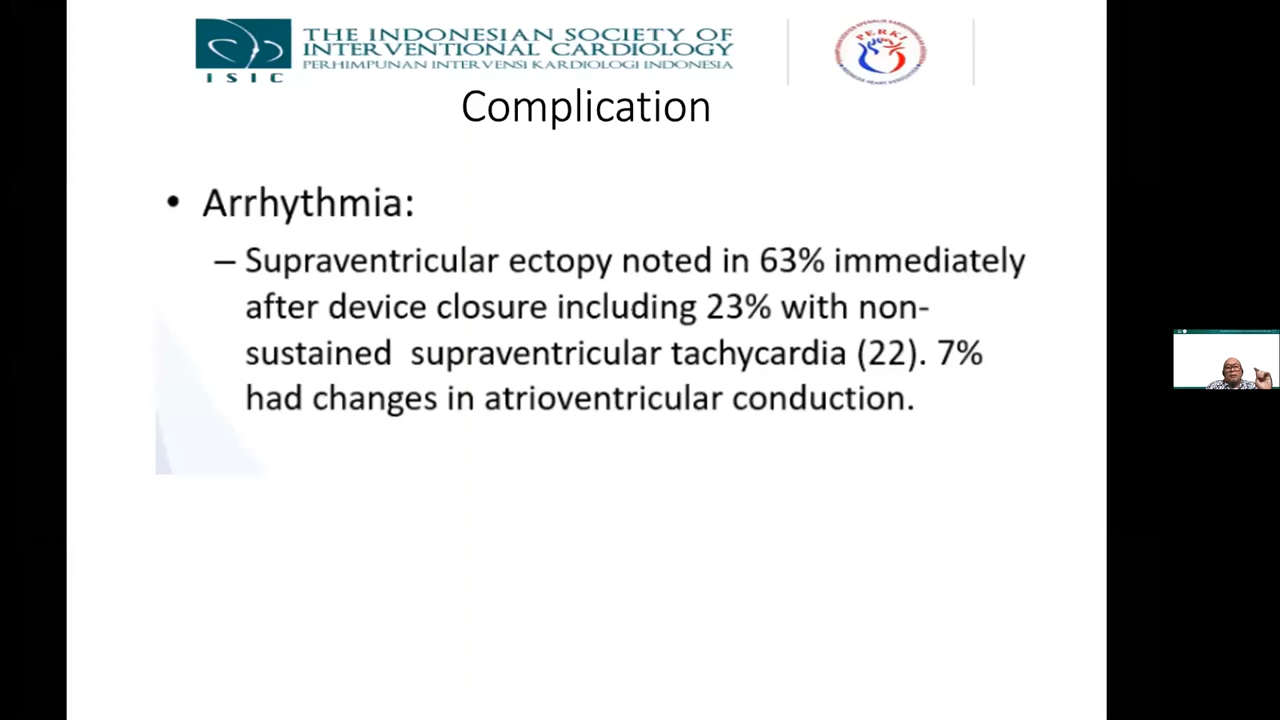 THE INDONESIAN SOCIETY OF
INTERVENTIONAL CARDIOLOGY
PERHIMPUNAN INTERVENSI KARDIOLOGI INDONESIA
ISIC
PERKI
Complication
• Arrhythmia:
– Supraventricular ectopy noted in 63% immediately
after device closure including 23% with non-
sustained supraventricular tachycardia (22). 7%
had changes in atrioventricular conduction.